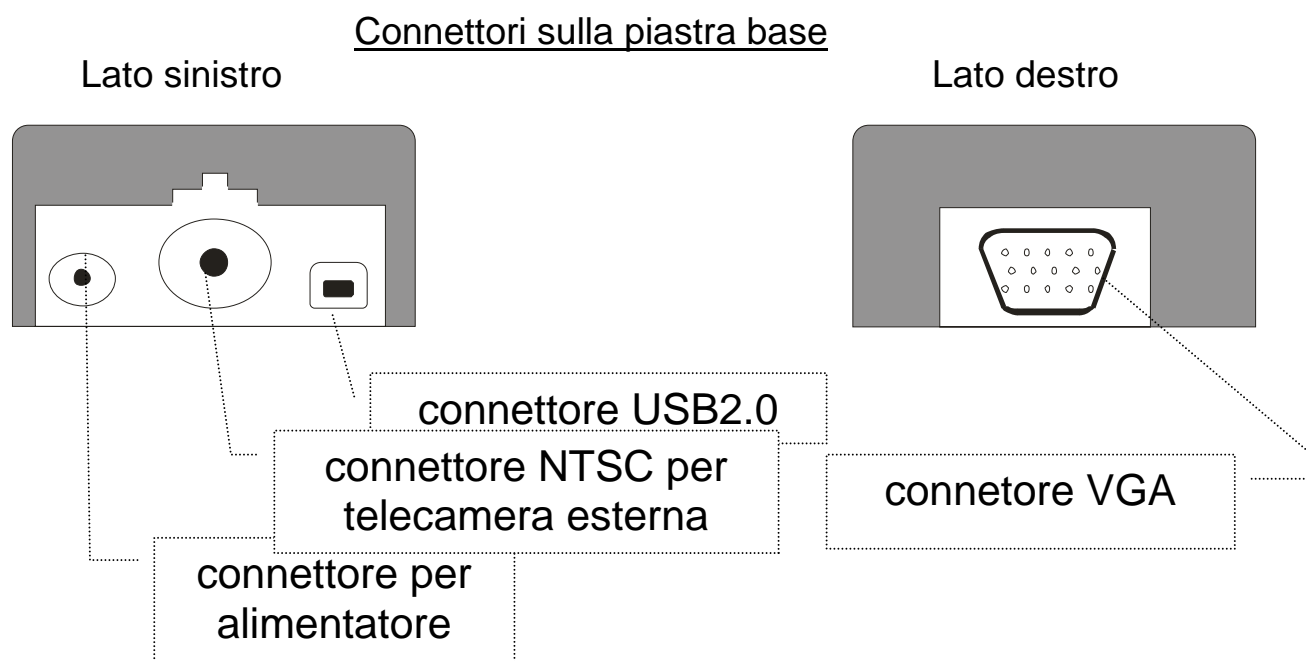 Connettori sulla piastra base
Lato sinistro
Lato destro
connettore USB2.0
connettore NTSC per
telecamera esterna
connetore VGA
connettore per
alimentatore